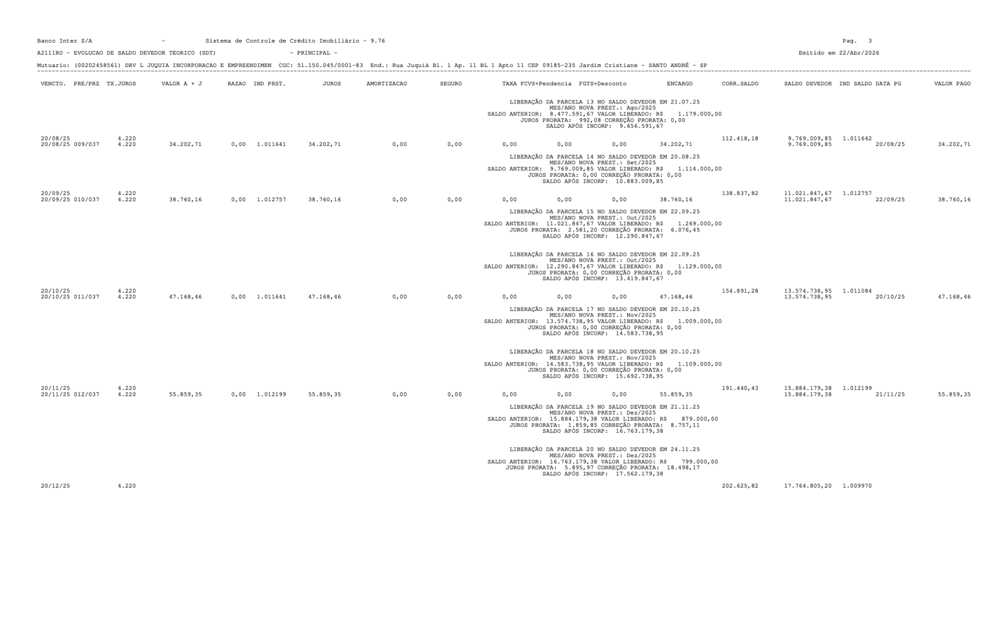 Banco Inter S/A - Sistema de Controle de Crédito Imobiliário - 9.76 Pag. 3
A2111RO - EVOLUCAO DE SALDO DEVEDOR TEORICO (SDT) - PRINCIPAL - Emitido em 22/Abr/2026
Mutuario: (00202458561) DRV L JUQUIA INCORPORACAO E EMPREENDIMEN CGC: 51.150.045/0001-83 End.: Rua Juquiá Bl. 1 Ap. 11 BL 1 Apto 11 CEP 09185-235 Jardim Cristiane - SANTO ANDRÉ - SP
VENCTO. PRE/PRZ TX.JUROS VALOR A + J RAZAO IND PRST. JUROS AMORTIZACAO SEGURO TAXA FCVS+Pendencia FGTS+Desconto ENCARGO CORR.SALDO SALDO DEVEDOR IND SALDO DATA PG VALOR PAGO
LIBERAÇÃO DA PARCELA 13 NO SALDO DEVEDOR EM 21.07.25
MES/ANO NOVA PREST.: Ago/2025
SALDO ANTERIOR: 8.477.591,67 VALOR LIBERADO: R$ 1.179.000,00
JUROS PRORATA: 992,08 CORREÇÃO PRORATA: 0,00
SALDO APÓS INCORP: 9.656.591,67
20/08/25 4.220 112.418,18 9.769.009,85 1.011642
20/08/25 009/037 4.220 34.202,71 0,00 1.011641 34.202,71 0,00 0,00 0,00 0,00 0,00 34.202,71 9.769.009,85 20/08/25 34.202,71
LIBERAÇÃO DA PARCELA 14 NO SALDO DEVEDOR EM 20.08.25
MES/ANO NOVA PREST.: Set/2025
SALDO ANTERIOR: 9.769.009,85 VALOR LIBERADO: R$ 1.114.000,00
JUROS PRORATA: 0,00 CORREÇÃO PRORATA: 0,00
SALDO APÓS INCORP: 10.883.009,85
20/09/25 4.220 138.837,82 11.021.847,67 1.012757
20/09/25 010/037 4.220 38.760,16 0,00 1.012757 38.760,16 0,00 0,00 0,00 0,00 0,00 38.760,16 11.021.847,67 22/09/25 38.760,16
LIBERAÇÃO DA PARCELA 15 NO SALDO DEVEDOR EM 22.09.25
MES/ANO NOVA PREST.: Out/2025
SALDO ANTERIOR: 11.021.847,67 VALOR LIBERADO: R$ 1.269.000,00
JUROS PRORATA: 2.581,20 CORREÇÃO PRORATA: 6.076,45
SALDO APÓS INCORP: 12.290.847,67
LIBERAÇÃO DA PARCELA 16 NO SALDO DEVEDOR EM 22.09.25
MES/ANO NOVA PREST.: Out/2025
SALDO ANTERIOR: 12.290.847,67 VALOR LIBERADO: R$ 1.129.000,00
JUROS PRORATA: 0,00 CORREÇÃO PRORATA: 0,00
SALDO APÓS INCORP: 13.419.847,67
20/10/25 4.220 154.891,28 13.574.738,95 1.011084
20/10/25 011/037 4.220 47.168,46 0,00 1.011641 47.168,46 0,00 0,00 0,00 0,00 0,00 47.168,46 13.574.738,95 20/10/25 47.168,46
LIBERAÇÃO DA PARCELA 17 NO SALDO DEVEDOR EM 20.10.25
MES/ANO NOVA PREST.: Nov/2025
SALDO ANTERIOR: 13.574.738,95 VALOR LIBERADO: R$ 1.009.000,00
JUROS PRORATA: 0,00 CORREÇÃO PRORATA: 0,00
SALDO APÓS INCORP: 14.583.738,95
LIBERAÇÃO DA PARCELA 18 NO SALDO DEVEDOR EM 20.10.25
MES/ANO NOVA PREST.: Nov/2025
SALDO ANTERIOR: 14.583.738,95 VALOR LIBERADO: R$ 1.109.000,00
JUROS PRORATA: 0,00 CORREÇÃO PRORATA: 0,00
SALDO APÓS INCORP: 15.692.738,95
20/11/25 4.220 191.440,43 15.884.179,38 1.012199
20/11/25 012/037 4.220 55.859,35 0,00 1.012199 55.859,35 0,00 0,00 0,00 0,00 0,00 55.859,35 15.884.179,38 21/11/25 55.859,35
LIBERAÇÃO DA PARCELA 19 NO SALDO DEVEDOR EM 21.11.25
MES/ANO NOVA PREST.: Dez/2025
SALDO ANTERIOR: 15.884.179,38 VALOR LIBERADO: R$ 879.000,00
JUROS PRORATA: 1.859,85 CORREÇÃO PRORATA: 8.757,11
SALDO APÓS INCORP: 16.763.179,38
LIBERAÇÃO DA PARCELA 20 NO SALDO DEVEDOR EM 24.11.25
MES/ANO NOVA PREST.: Dez/2025
SALDO ANTERIOR: 16.763.179,38 VALOR LIBERADO: R$ 799.000,00
JUROS PRORATA: 5.895,97 CORREÇÃO PRORATA: 18.498,17
SALDO APÓS INCORP: 17.562.179,38
20/12/25 4.220 202.625,82 17.764.805,20 1.009970